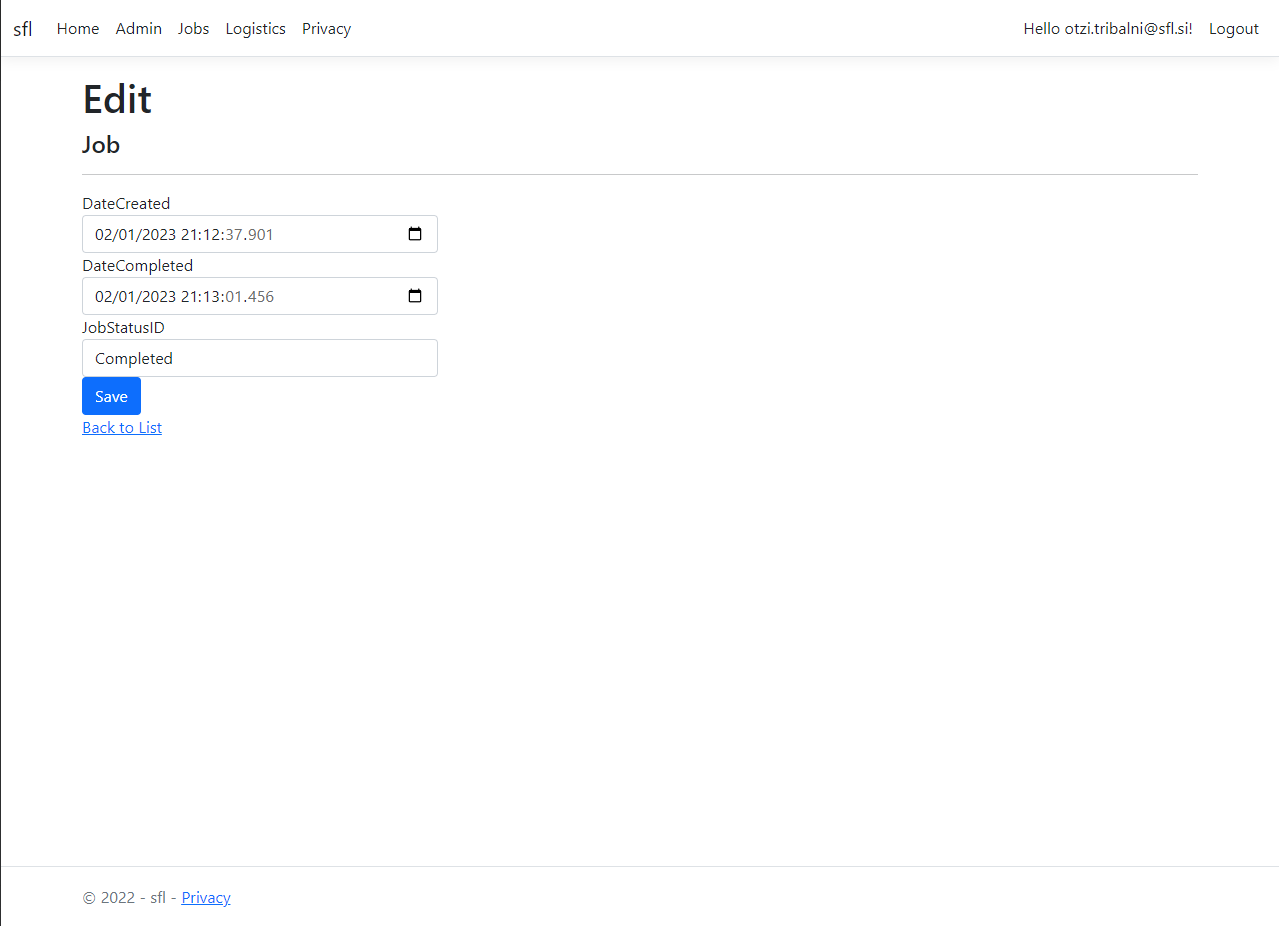 sfl Home Admin Jobs Logistics Privacy Hello otzi.tribalni@sfl.si! Logout
Edit
Job
DateCreated
02/01/2023 21:12:37.901
DateCompleted
02/01/2023 21:13:01.456
JobStatusID
Completed
Save
Back to List
© 2022 - sfl - Privacy